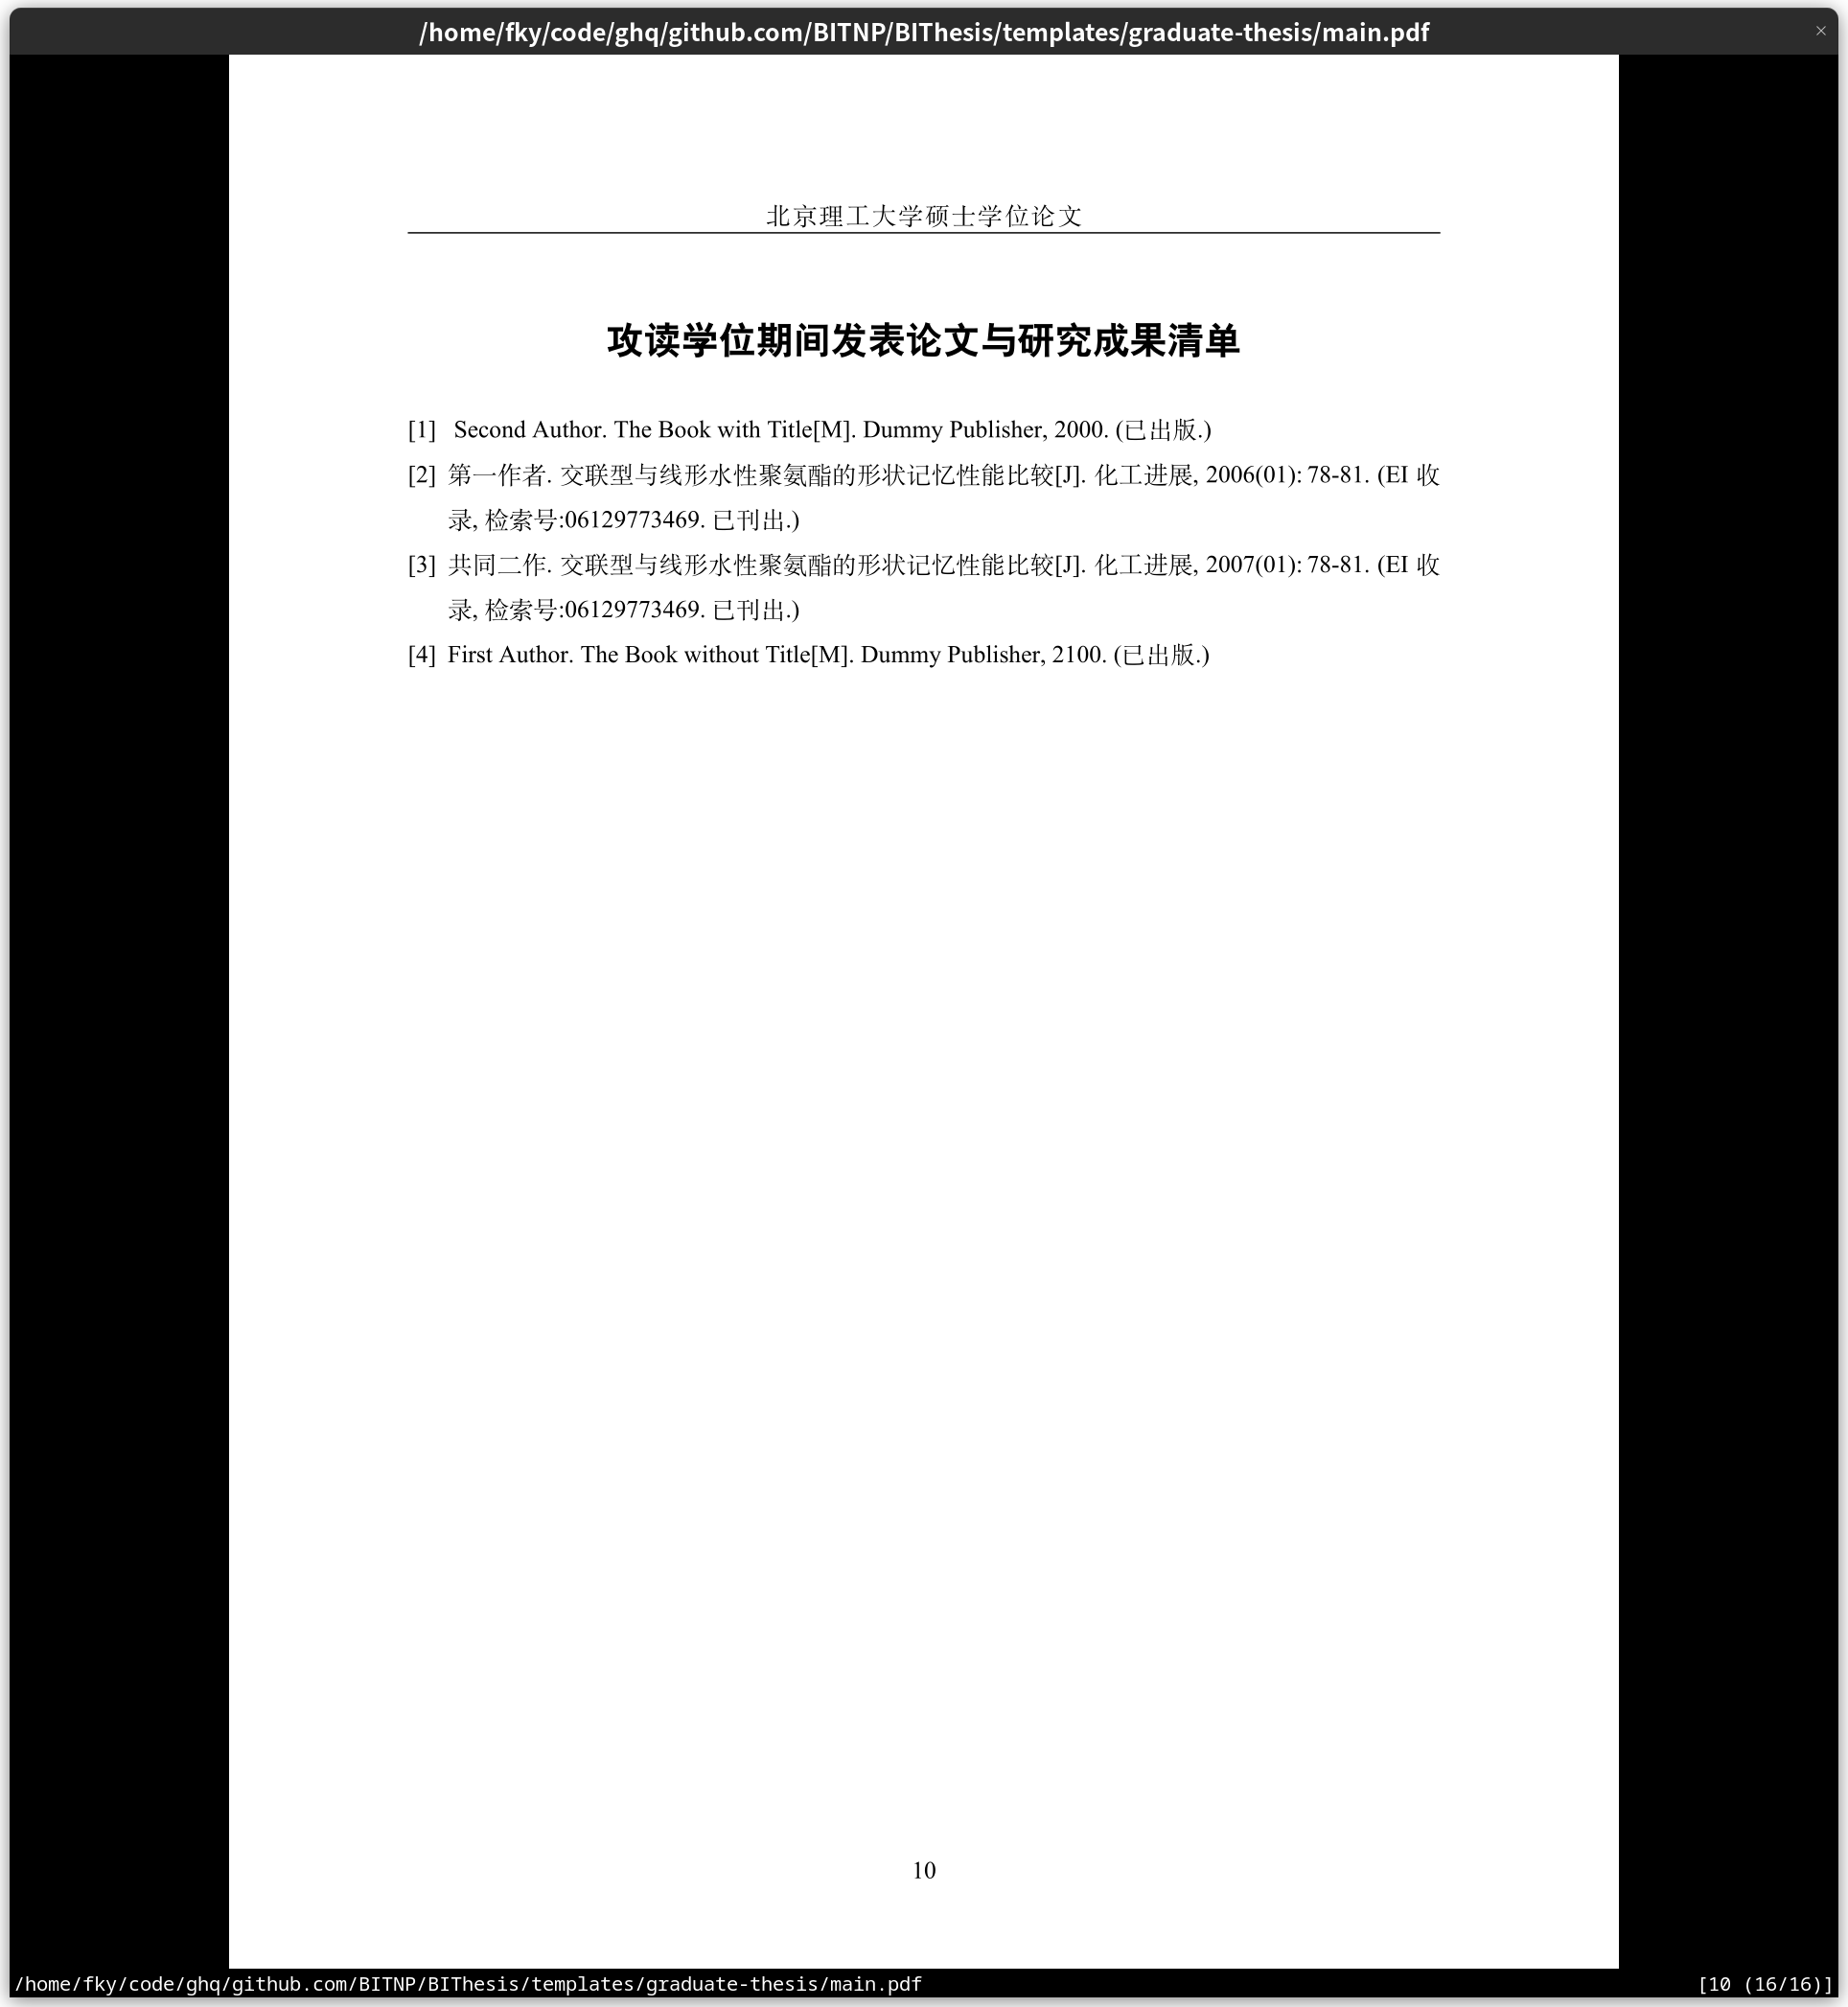 /home/fky/code/ghq/github.com/BITNP/BIThesis/templates/graduate-thesis/main.pdf
×
北京理工大学硕士学位论文
攻读学位期间发表论文与研究成果清单
[1] Second Author. The Book with Title[M]. Dummy Publisher, 2000. (已出版.)
[2] 第一作者. 交联型与线形水性聚氨酯的形状记忆性能比较[J]. 化工进展, 2006(01): 78-81. (EI 收
录, 检索号:06129773469. 已刊出.)
[3] 共同二作. 交联型与线形水性聚氨酯的形状记忆性能比较[J]. 化工进展, 2007(01): 78-81. (EI 收
录, 检索号:06129773469. 已刊出.)
[4] First Author. The Book without Title[M]. Dummy Publisher, 2100. (已出版.)
10
/home/fky/code/ghq/github.com/BITNP/BIThesis/templates/graduate-thesis/main.pdf [10 (16/16)]